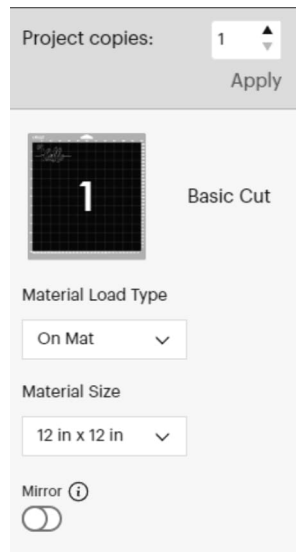 Project copies:
1
Apply
1
Basic Cut
Material Load Type
On Mat
Material Size
12 in x 12 in
Mirror